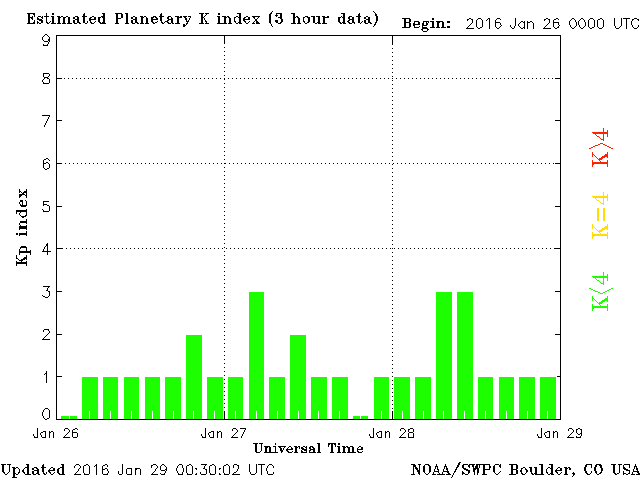 Estimated Planetary K index (3 hour data)
Begin: 2016 Jan 26 0000 UTC
9
8
7
6
5
4
3
2
1
0
Kp index
K>4
K=4
K<4
Jan 26
Jan 27
Jan 28
Jan 29
Universal Time
Updated 2016 Jan 29 00:30:02 UTC
NOAA/SWPC Boulder, CO USA